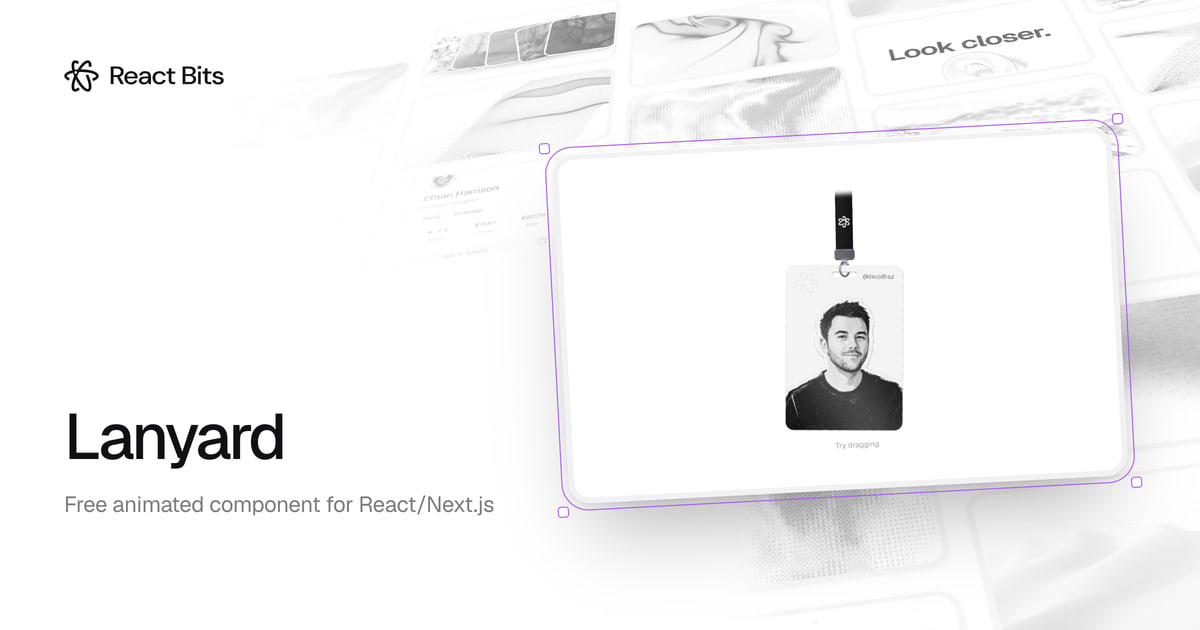 React Bits
Look closer.
Ethan Harrison
@davidhaz
Try dragging
Lanyard
Free animated component for React/Next.js